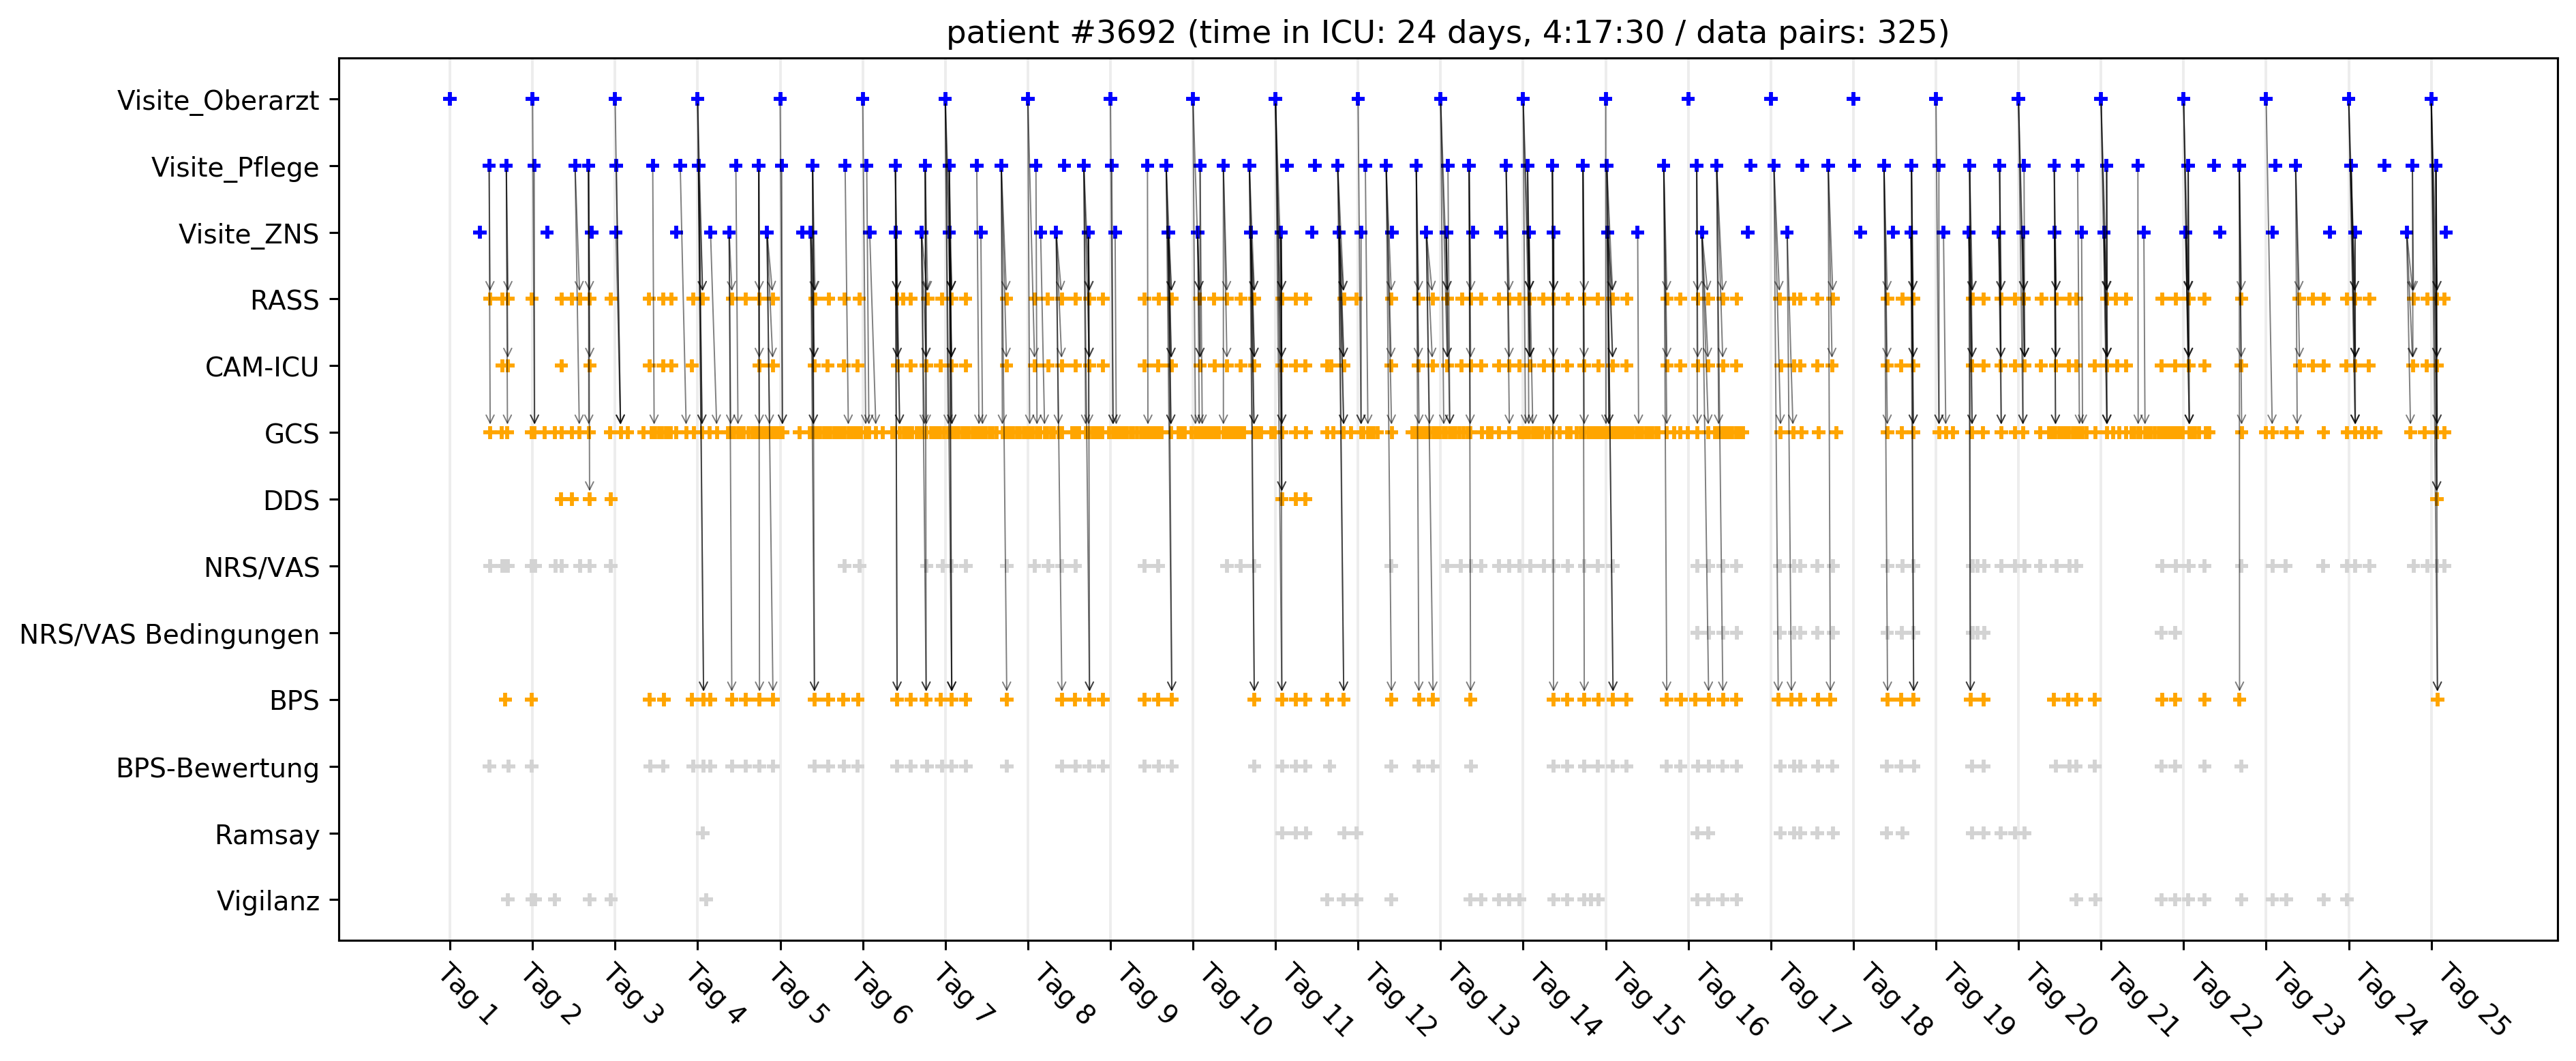 patient #3692 (time in ICU: 24 days, 4:17:30 / data pairs: 325)
Visite_Oberarzt
Visite_Pflege
Visite_ZNS
RASS
CAM-ICU
GCS
DDS
NRS/VAS
NRS/VAS Bedingungen
BPS
BPS-Bewertung
Ramsay
Vigilanz
Tag 1
Tag 2
Tag 3
Tag 4
Tag 5
Tag 6
Tag 7
Tag 8
Tag 9
Tag 10
Tag 11
Tag 12
Tag 13
Tag 14
Tag 15
Tag 16
Tag 17
Tag 18
Tag 19
Tag 20
Tag 21
Tag 22
Tag 23
Tag 24
Tag 25